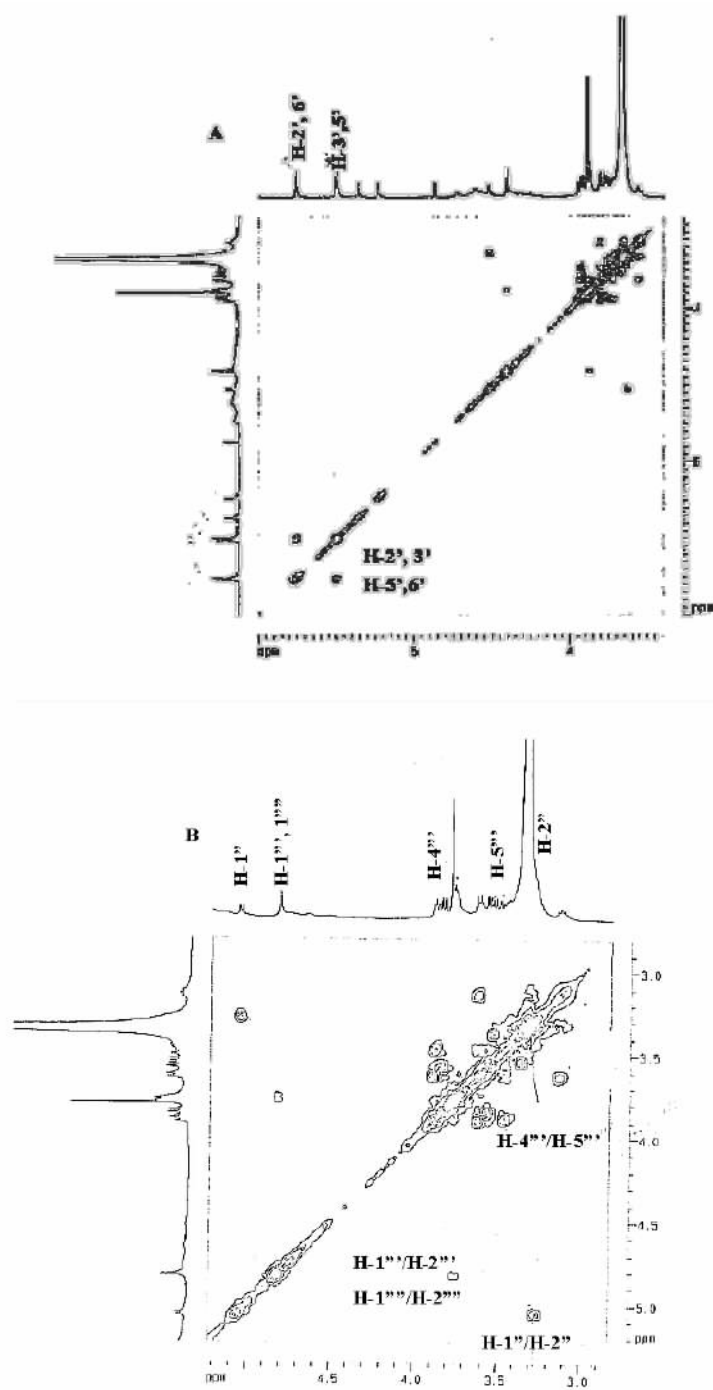 A
H-2', 6'
H-3',5'
H-2', 3'
H-5',6'
ppm
5
4
ppm
B
H-1"
H-1"', 1""
H-4"'
H-5"'
H-2"
3.0
3.5
4.0
4.5
5.0
ppm
H-4"'/H-5"'
H-1"'/H-2"'
H-1""/H-2""
H-1"/H-2"
ppm
4.5
4.0
3.5
3.0